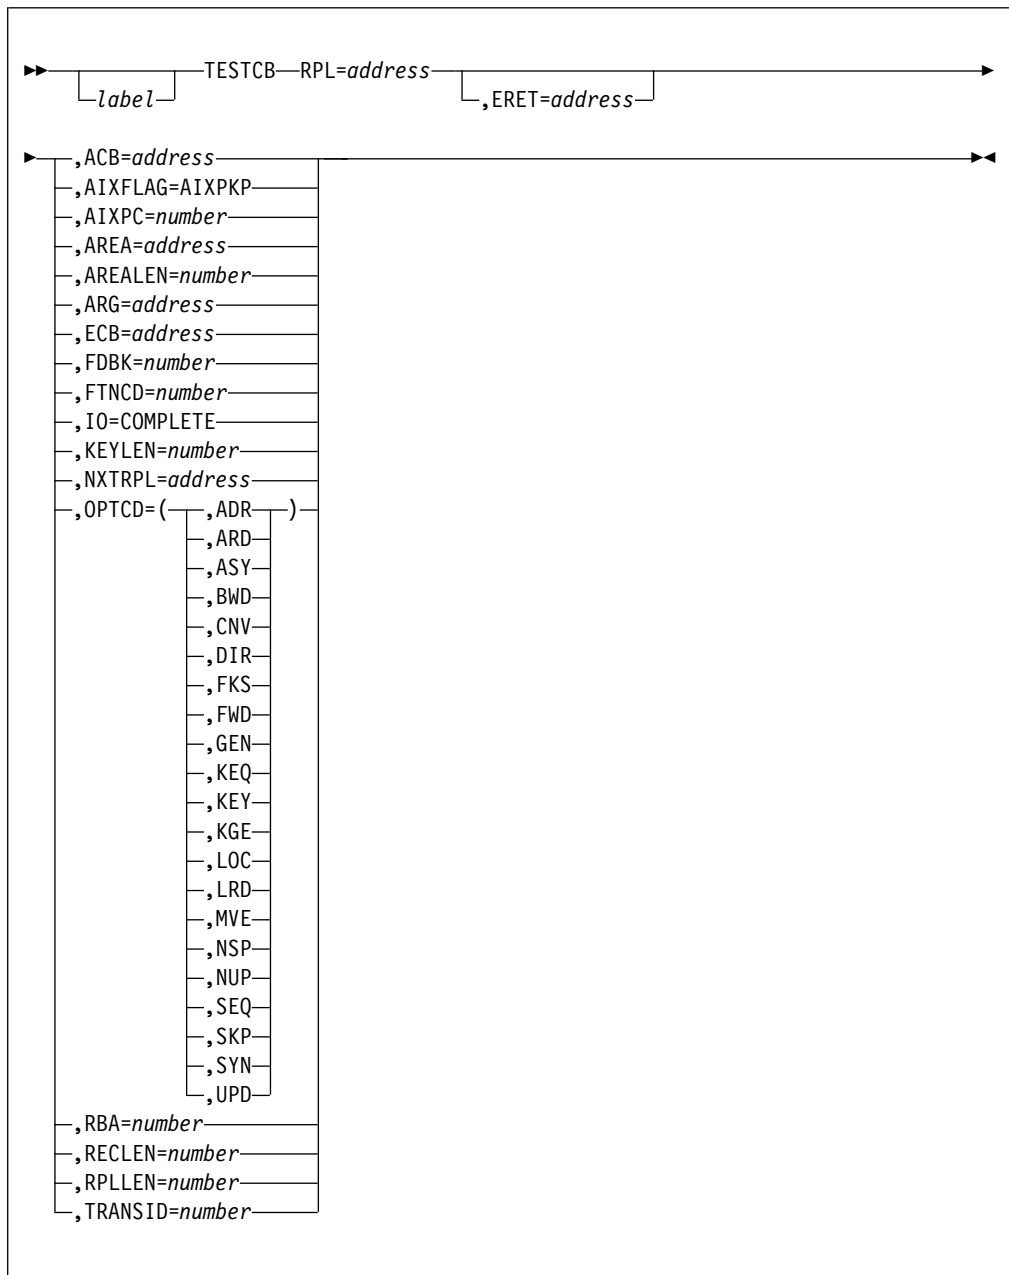 TESTCB RPL=address
label ,ERET=address
,ACB=address
,AIXFLAG=AIXPKP
,AIXPC=number
,AREA=address
,AREALEN=number
,ARG=address
,ECB=address
,FDBK=number
,FTNCD=number
,IO=COMPLETE
,KEYLEN=number
,NXTRPL=address
,OPTCD=( ,ADR )
,ARD
,ASY
,BWD
,CNV
,DIR
,FKS
,FWD
,GEN
,KEQ
,KEY
,KGE
,LOC
,LRD
,MVE
,NSP
,NUP
,SEQ
,SKP
,SYN
,UPD
,RBA=number
,RECLEN=number
,RPLLEN=number
,TRANSID=number